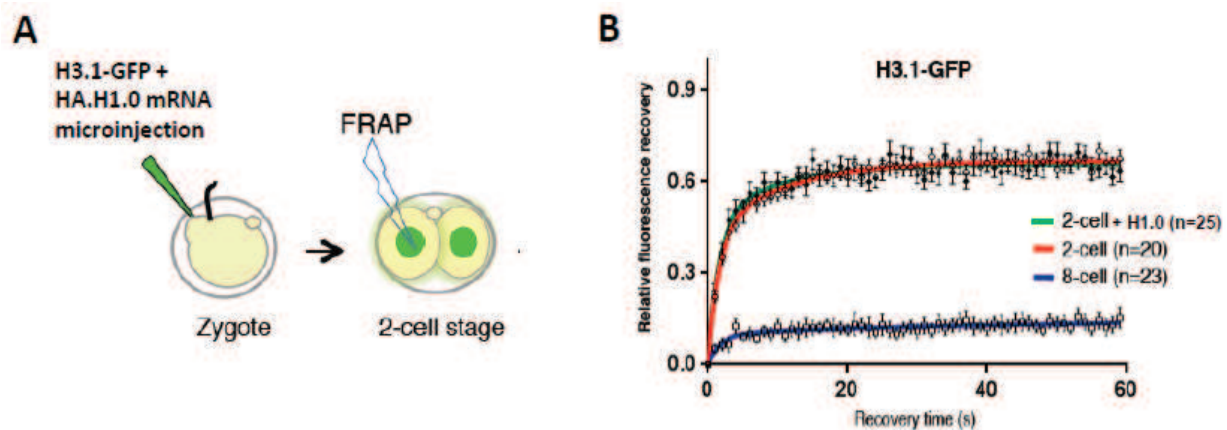 A
H3.1-GFP +
HA.H1.0 mRNA
microinjection
FRAP
Zygote
2-cell stage
B
H3.1-GFP
Relative fluorescence recovery
0.9
0.6
0.3
0.0
0
20
40
60
Recovery time (s)
2-cell + H1.0 (n=25)
2-cell (n=20)
8-cell (n=23)